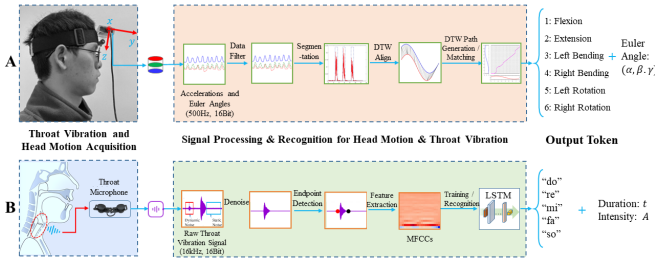 A
x
y
z
Throat Vibration and
Head Motion Acquisition
Data
Filter
Segmen
-tation
DTW
Align
DTW Path
Generation /
Matching
Accelerations and
Euler Angles
(500Hz, 16Bit)
Signal Processing & Recognition for Head Motion & Throat Vibration
1: Flexion
2: Extension
3: Left Bending
4: Right Bending
5: Left Rotation
6: Right Rotation
+
Euler
Angle:
(α, β, γ)
Output Token
B
Throat
Microphone
Denoise
Endpoint
Detection
Feature
Extraction
Training /
Recognition
Raw Throat
Vibration Signal
(16kHz, 16Bit)
MFCCs
LSTM
"do"
"re"
"mi"
"fa"
"so"
+
Duration: t
Intensity: A